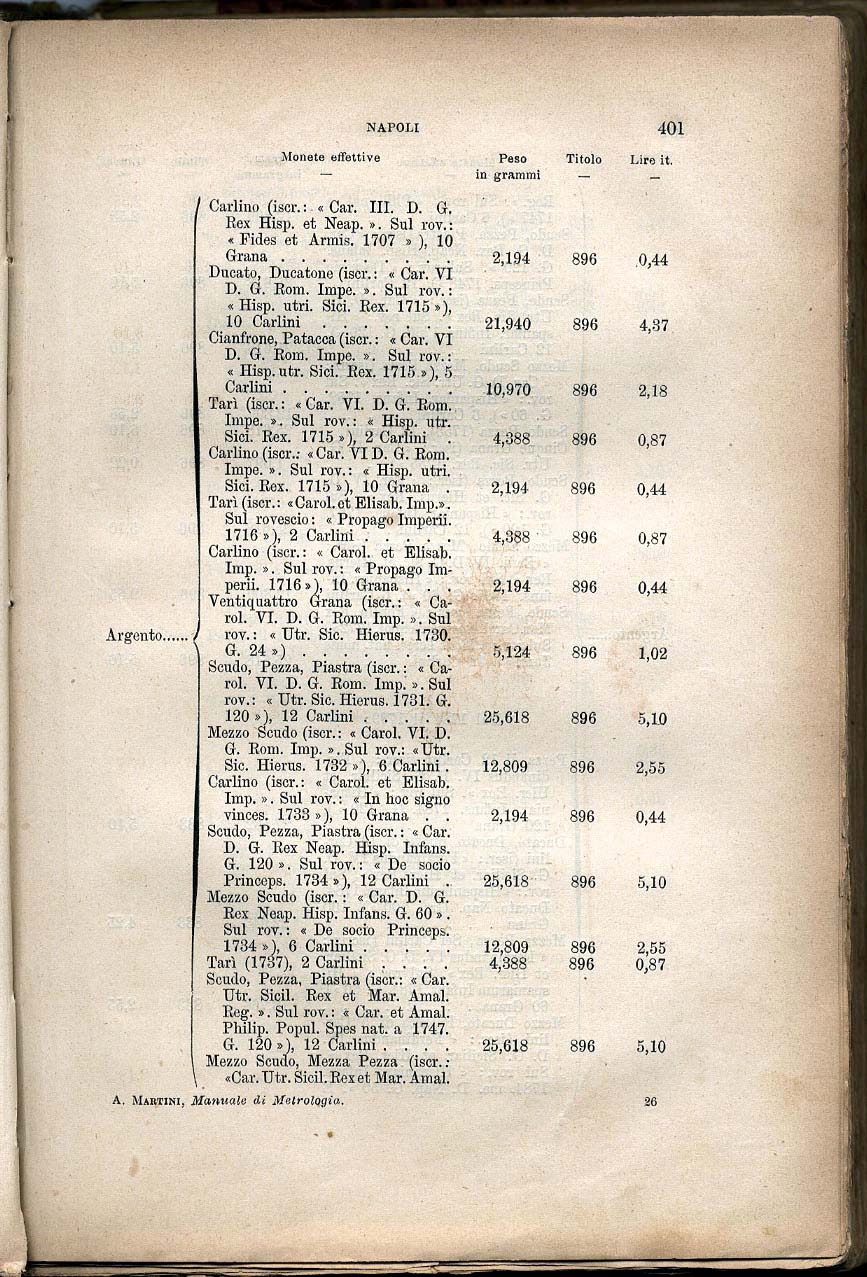 NAPOLI 401
Monete effettive Peso in grammi Titolo Lire it.
— — —
Carlino (iscr.: « Car. III. D. G.
Rex Hisp. et Neap. ». Sul rov.:
« Fides et Armis. 1707 » ), 10
Grana . . . . . . . . . 2,194 896 0,44
Ducato, Ducatone (iscr.: « Car. VI
D. G. Rom. Impe. ». Sul rov.:
« Hisp. utri. Sici. Rex. 1715 »),
10 Carlini . . . . . . . 21,940 896 4,37
Cianfrone, Patacca (iscr.: « Car. VI
D. G. Rom. Impe. ». Sul rov.:
« Hisp. utr. Sici. Rex. 1715 »), 5
Carlini . . . . . . . . . 10,970 896 2,18
Tarì (iscr.: « Car. VI. D. G. Rom.
Impe. ». Sul rov.: « Hisp. utr.
Sici. Rex. 1715 »), 2 Carlini . 4,388 896 0,87
Carlino (iscr.: «Car. VI D. G. Rom.
Impe. ». Sul rov.: « Hisp. utri.
Sici. Rex. 1715 »), 10 Grana . 2,194 896 0,44
Tarì (iscr.: «Carol. et Elisab. Imp.».
Sul rovescio: « Propago Imperii.
1716 »), 2 Carlini . . . . . 4,388 896 0,87
Carlino (iscr.: « Carol. et Elisab.
Imp. ». Sul rov.: « Propago Im-
perii. 1716 »), 10 Grana . . . 2,194 896 0,44
Ventiquattro Grana (iscr.: « Ca-
rol. VI. D. G. Rom. Imp. ». Sul
Argento...... rov.: « Utr. Sic. Hierus. 1730.
G. 24 ») . . . . . . . . 5,124 896 1,02
Scudo, Pezza, Piastra (iscr.: « Ca-
rol. VI. D. G. Rom. Imp. ». Sul
rov.: « Utr. Sic. Hierus. 1731. G.
120 »), 12 Carlini . . . . . 25,618 896 5,10
Mezzo Scudo (iscr.: « Carol. VI. D.
G. Rom. Imp. ». Sul rov.: «Utr.
Sic. Hierus. 1732 »), 6 Carlini . 12,809 896 2,55
Carlino (iscr.: « Carol. et Elisab.
Imp. ». Sul rov.: « In hoc signo
vinces. 1733 »), 10 Grana . . 2,194 896 0,44
Scudo, Pezza, Piastra (iscr.: « Car.
D. G. Rex Neap. Hisp. Infans.
G. 120 ». Sul rov.: « De socio
Princeps. 1734 »), 12 Carlini . 25,618 896 5,10
Mezzo Scudo (iscr. : « Car. D. G.
Rex Neap. Hisp. Infans. G. 60 » .
Sul rov.: « De socio Princeps.
1734 »), 6 Carlini . . . . . 12,809 896 2,55
Tarì (1737), 2 Carlini . . . . 4,388 896 0,87
Scudo, Pezza, Piastra (iscr.: « Car.
Utr. Sicil. Rex et Mar. Amal.
Reg. ». Sul rov.: « Car. et Amal.
Philip. Popul. Spes nat. a 1747.
G. 120 »), 12 Carlini . . . . 25,618 896 5,10
Mezzo Scudo, Mezza Pezza (iscr.:
«Car. Utr. Sicil. Rex et Mar. Amal.
A. MARTINI, Manuale di Metrologia. 26